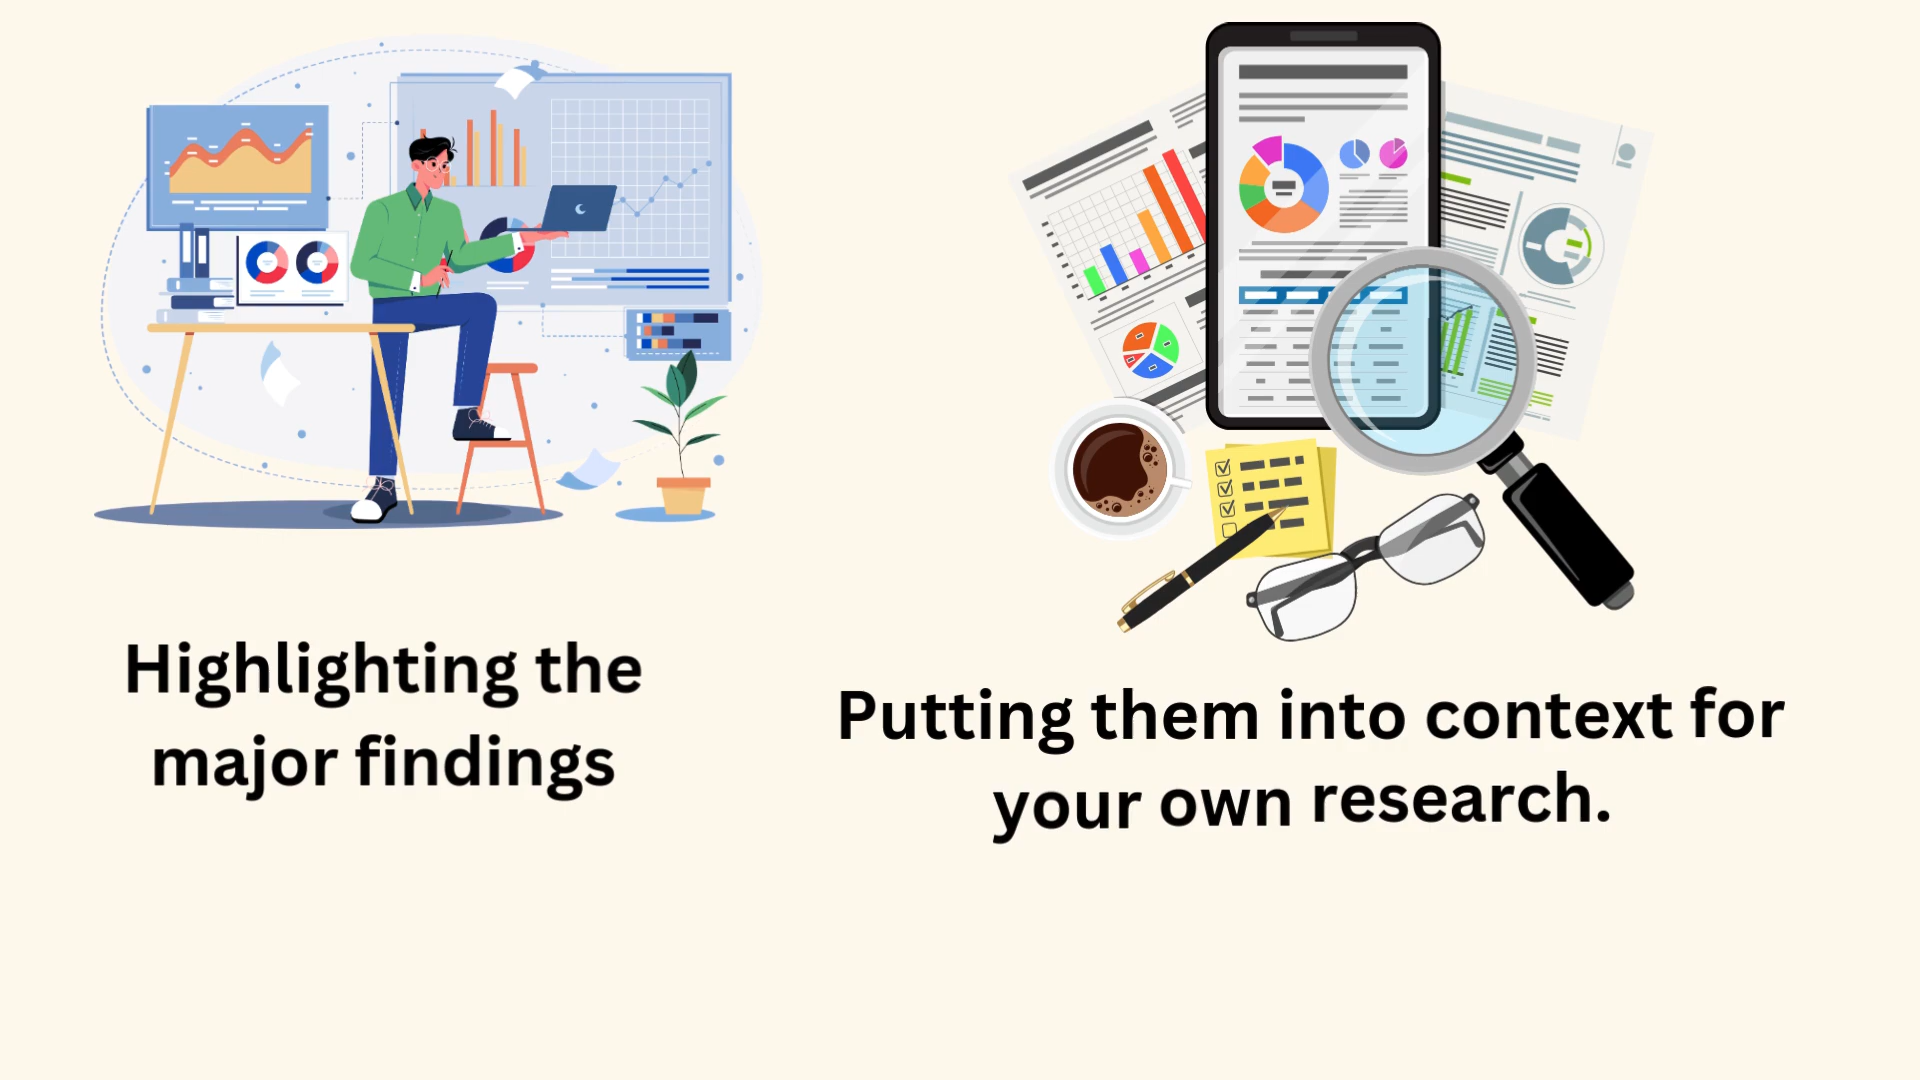 Highlighting the
major findings
Putting them into context for
your own research.